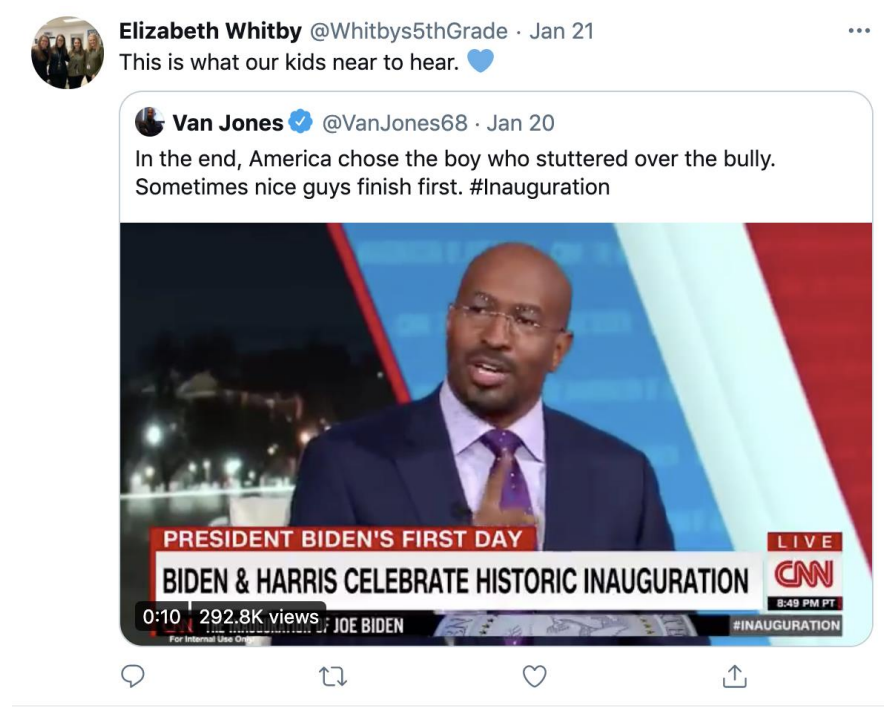 Elizabeth Whitby @Whitbys5thGrade · Jan 21
This is what our kids near to hear. 💙
Van Jones @VanJones68 · Jan 20
In the end, America chose the boy who stuttered over the bully.
Sometimes nice guys finish first. #Inauguration
PRESIDENT BIDEN'S FIRST DAY
LIVE
BIDEN & HARRIS CELEBRATE HISTORIC INAUGURATION
CNN
8:49 PM PT
0:10 292.8K views
JOE BIDEN
#INAUGURATION
For Internal Use Only